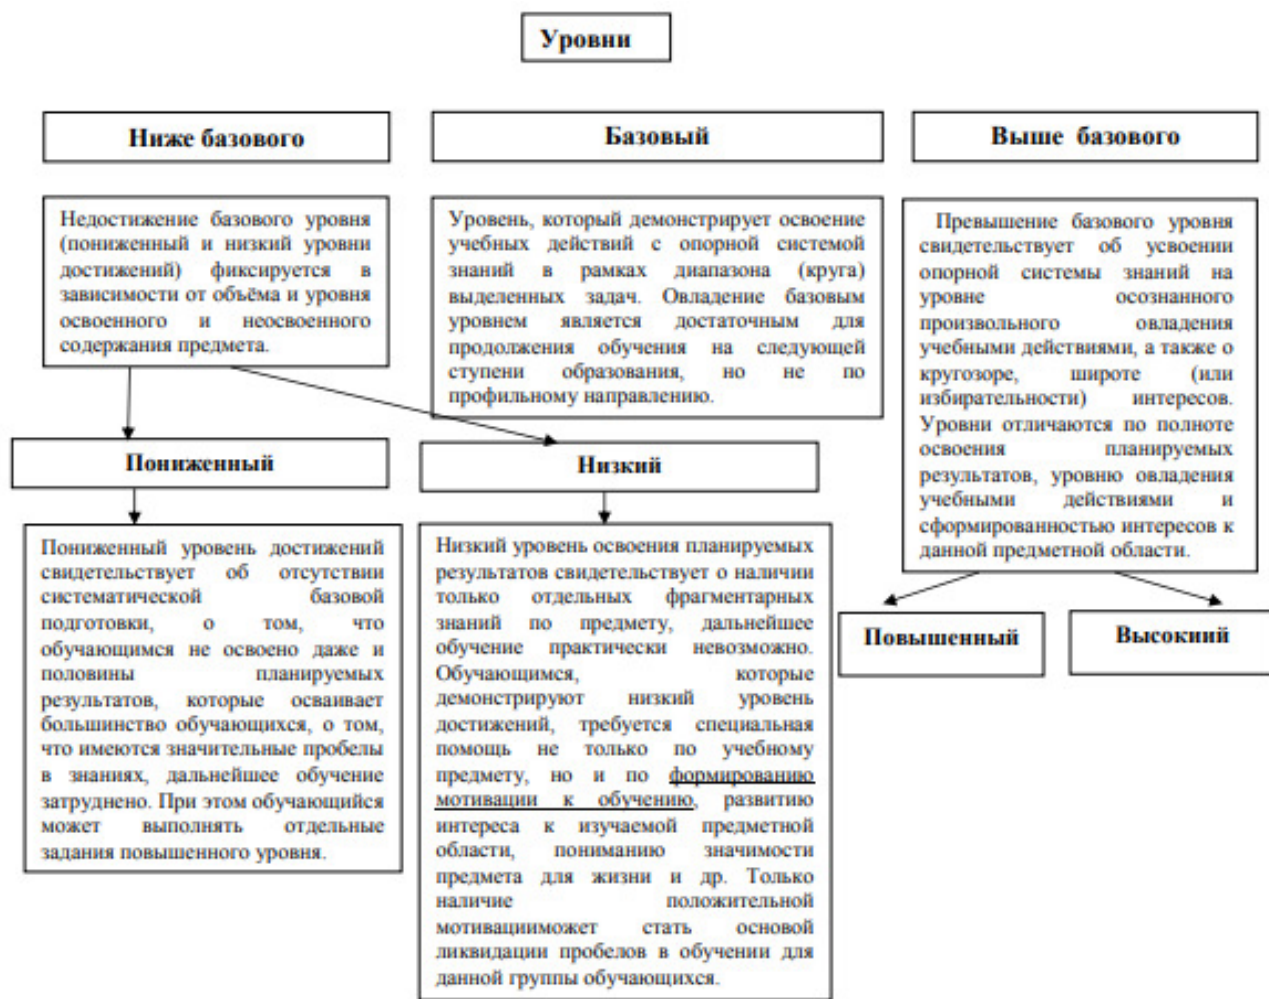 Уровни
Ниже базового
Базовый
Выше базового
Недостижение базового уровня
(пониженный и низкий уровни
достижений) фиксируется в
зависимости от объёма и уровня
освоенного и неосвоенного
содержания предмета.
Уровень, который демонстрирует освоение
учебных действий с опорной системой
знаний в рамках диапазона (круга)
выделенных задач. Овладение базовым
уровнем является достаточным для
продолжения обучения на следующей
ступени образования, но не по
профильному направлению.
Превышение базового уровня
свидетельствует об усвоении
опорной системы знаний на
уровне осознанного
произвольного овладения
учебными действиями, а также о
кругозоре, широте (или
избирательности) интересов.
Уровни отличаются по полноте
освоения планируемых
результатов, уровню овладения
учебными действиями и
сформированностью интересов к
данной предметной области.
Пониженный
Низкий
Пониженный уровень достижений
свидетельствует об отсутствии
систематической базовой
подготовки, о том, что
обучающимся не освоено даже и
половины планируемых
результатов, которые осваивает
большинство обучающихся, о том,
что имеются значительные пробелы
в знаниях, дальнейшее обучение
затруднено. При этом обучающийся
может выполнять отдельные
задания повышенного уровня.
Низкий уровень освоения планируемых
результатов свидетельствует о наличии
только отдельных фрагментарных
знаний по предмету, дальнейшее
обучение практически невозможно.
Обучающимся, которые
демонстрируют низкий уровень
достижений, требуется специальная
помощь не только по учебному
предмету, но и по формированию
мотивации к обучению, развитию
интереса к изучаемой предметной
области, пониманию значимости
предмета для жизни и др. Только
наличие положительной
мотивацииможет стать основой
ликвидации пробелов в обучении для
данной группы обучающихся.
Повышенный
Высокиий